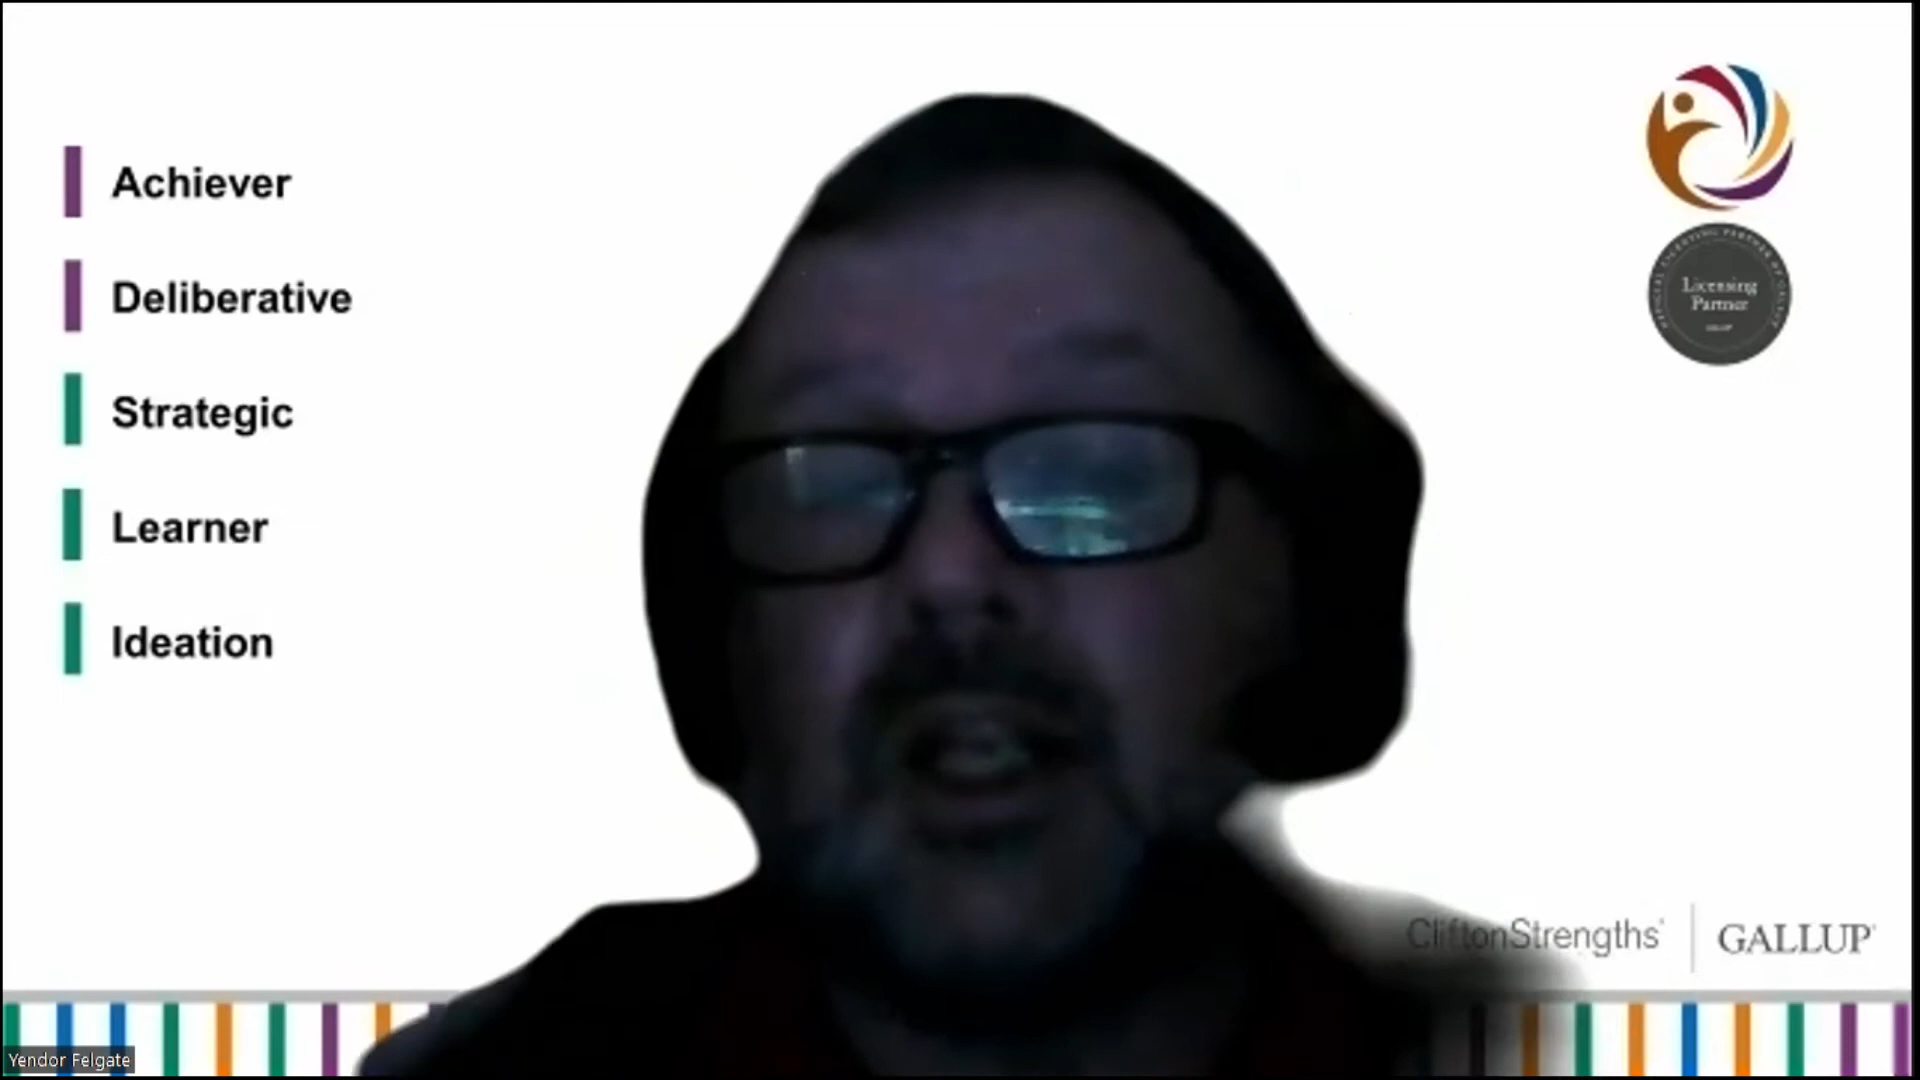 Achiever
Deliberative
Strategic
Learner
Ideation
Licensing
Partner
CliftonStrengths®
GALLUP®
Yendor Felgate